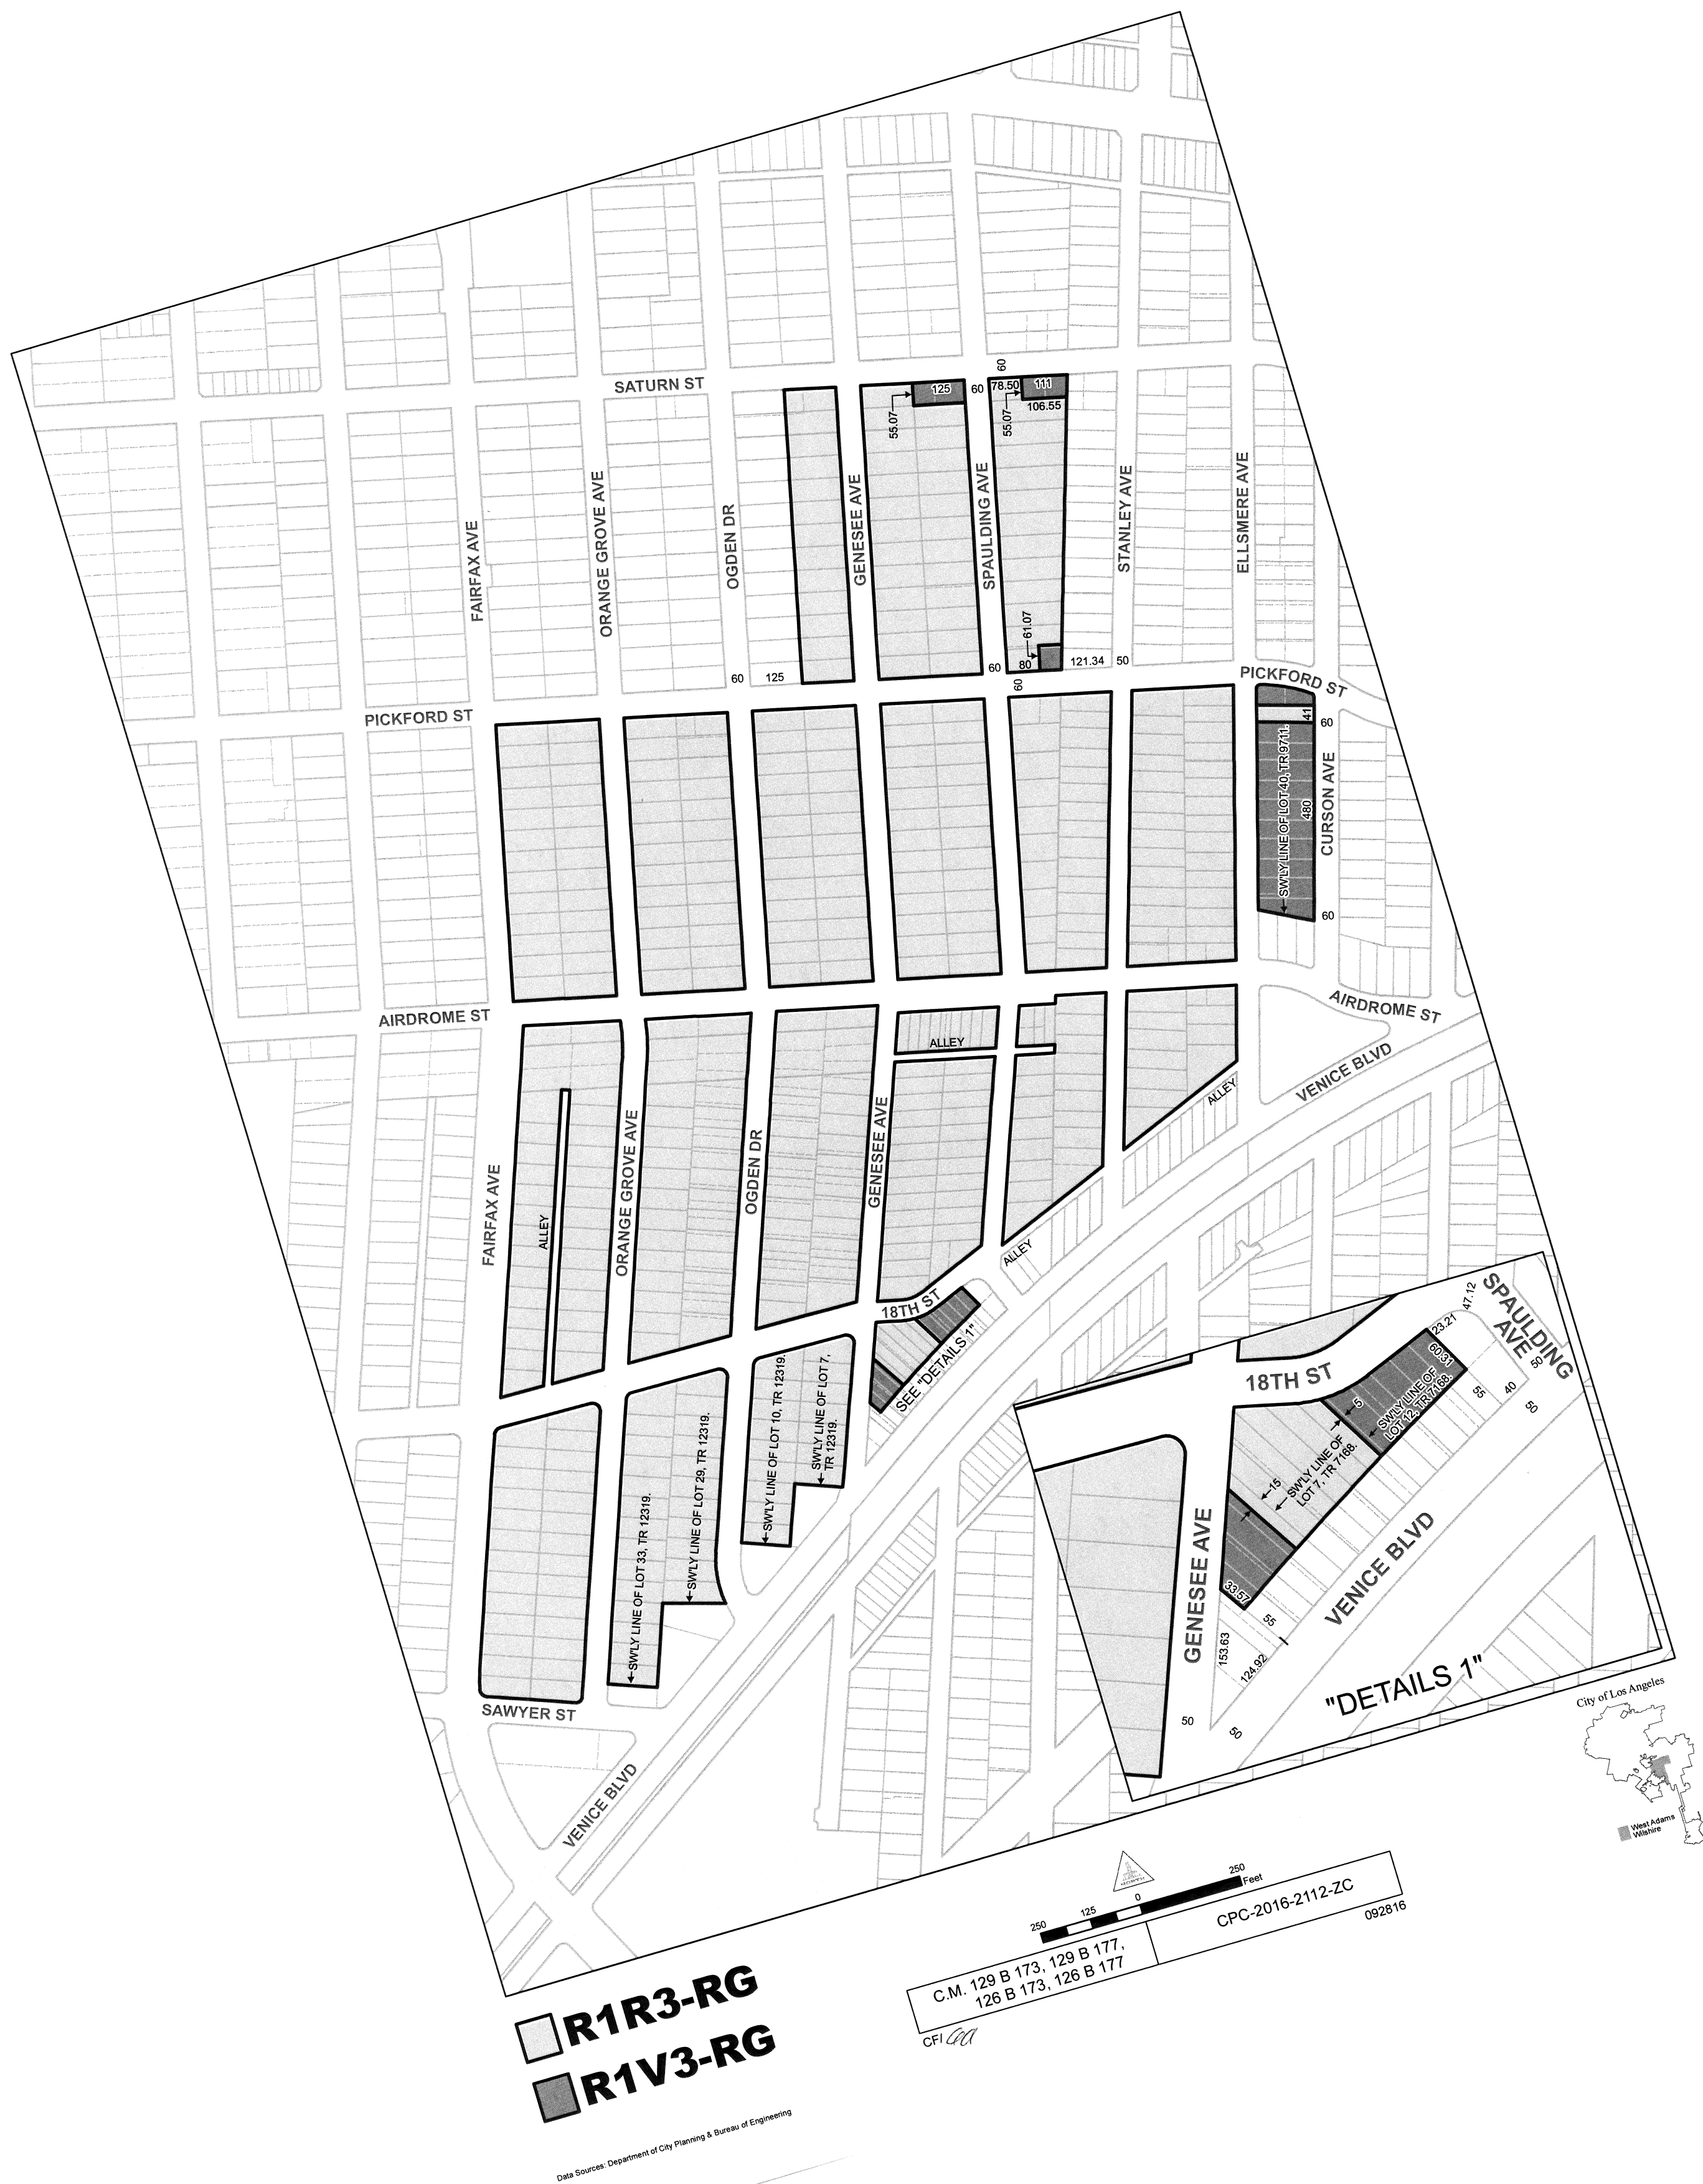 60
SATURN ST
125
60
78.50
111
55.07
55.07
106.55
FAIRFAX AVE
ORANGE GROVE AVE
OGDEN DR
GENESEE AVE
SPAULDING AVE
STANLEY AVE
ELLSMERE AVE
61.07
60
125
60
80
121.34
50
60
PICKFORD ST
PICKFORD ST
41
60
SW'LY LINE OF LOT 40, TR 9711.
480
CURSON AVE
60
AIRDROME ST
AIRDROME ST
ALLEY
VENICE BLVD
ALLEY
FAIRFAX AVE
ALLEY
ORANGE GROVE AVE
OGDEN DR
GENESEE AVE
ALLEY
18TH ST
SEE "DETAILS 1"
SW'LY LINE OF LOT 33, TR 12319.
SW'LY LINE OF LOT 29, TR 12319.
SW'LY LINE OF LOT 10, TR 12319.
SW'LY LINE OF LOT 7,
TR 12319.
SAWYER ST
VENICE BLVD
47.12
SPAULDING
AVE
23.21
60.31
50
18TH ST
5
SW'LY LINE OF
LOT 12, TR 7168.
55
40
50
15
SW'LY LINE OF
LOT 7, TR 7168.
GENESEE AVE
33.57
55
VENICE BLVD
153.63
124.92
50
50
"DETAILS 1"
City of Los Angeles
West Adams
Wilshire
250
125
0
250
Feet
C.M. 129 B 173, 129 B 177,
126 B 173, 126 B 177
CPC-2016-2112-ZC
092816
CF/
R1R3-RG
R1V3-RG
Data Sources: Department of City Planning & Bureau of Engineering